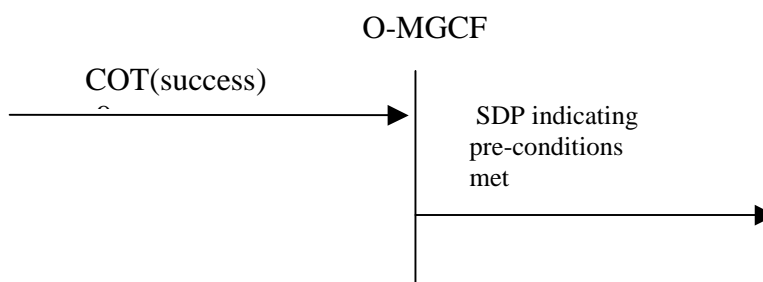 O-MGCF
COT(success)
SDP indicating
pre-conditions
met